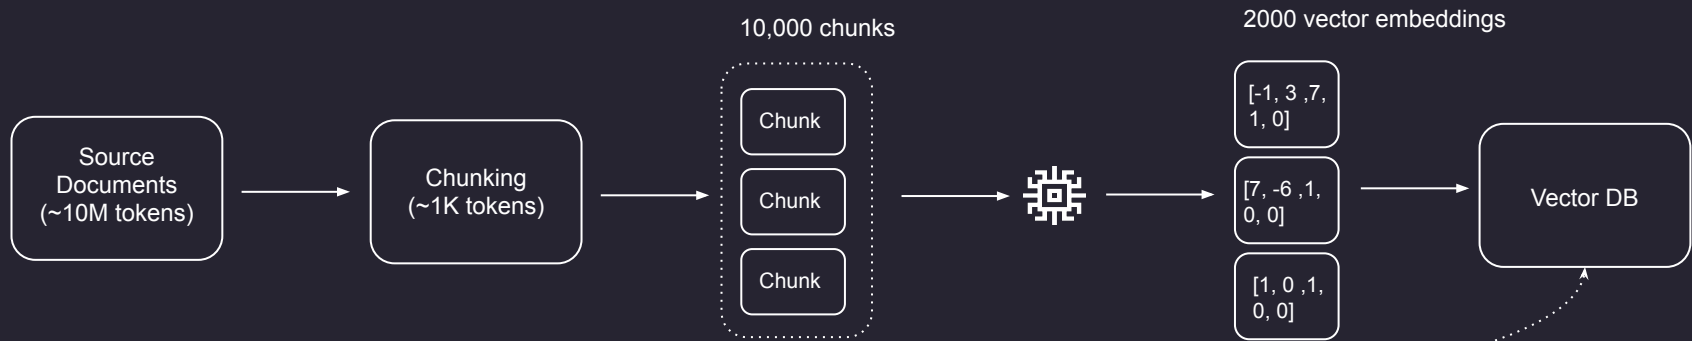 Source
Documents
(~10M tokens)
Chunking
(~1K tokens)
10,000 chunks
Chunk
Chunk
Chunk
2000 vector embeddings
[-1, 3 ,7,
1, 0]
[7, -6 ,1,
0, 0]
[1, 0 ,1,
0, 0]
Vector DB